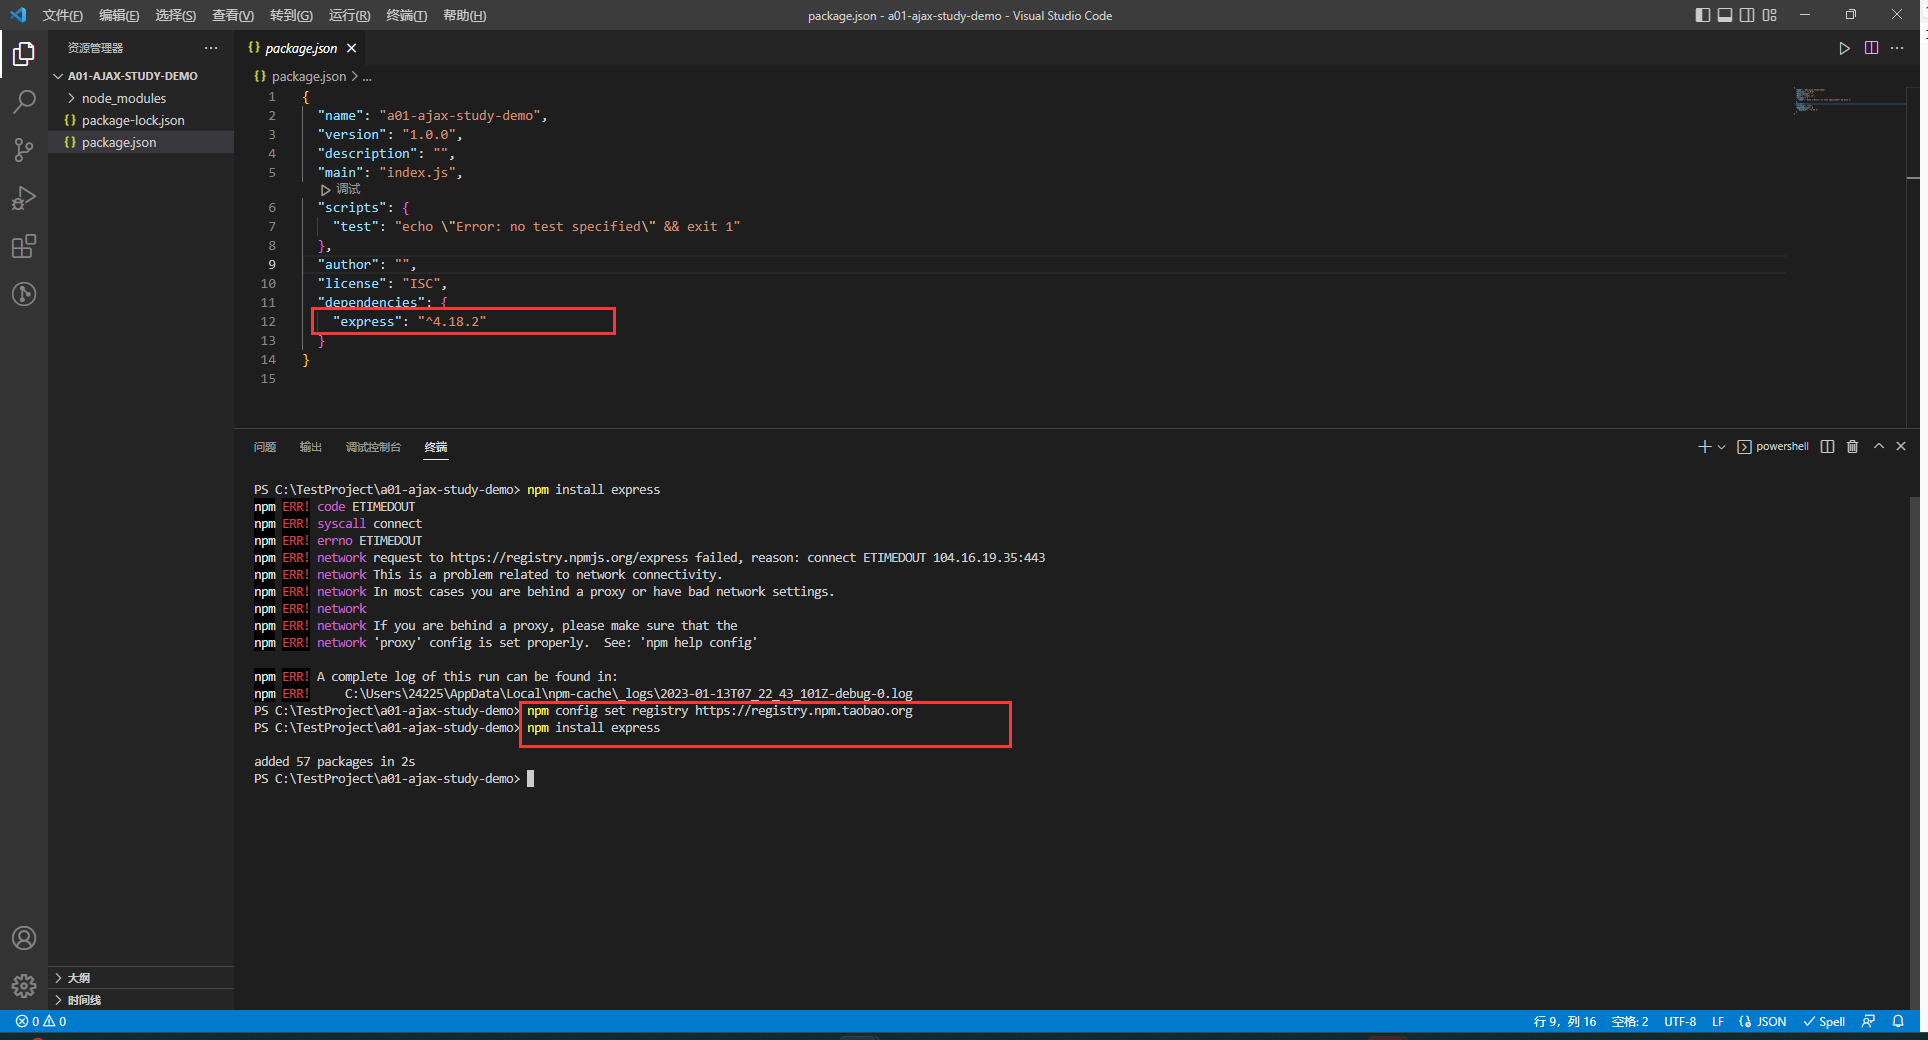 文件(F) 编辑(E) 选择(S) 查看(V) 转到(G) 运行(R) 终端(T) 帮助(H) package.json - a01-ajax-study-demo - Visual Studio Code
资源管理器
A01-AJAX-STUDY-DEMO
node_modules
package-lock.json
package.json
大纲
时间线
package.json
package.json > ...
1 {
2 "name": "a01-ajax-study-demo",
3 "version": "1.0.0",
4 "description": "",
5 "main": "index.js",
调试
6 "scripts": {
7 "test": "echo \"Error: no test specified\" && exit 1"
8 },
9 "author": "",
10 "license": "ISC",
11 "dependencies": {
12 "express": "^4.18.2"
13 }
14 }
15
问题 输出 调试控制台 终端 powershell
PS C:\TestProject\a01-ajax-study-demo> npm install express
npm ERR! code ETIMEDOUT
npm ERR! syscall connect
npm ERR! errno ETIMEDOUT
npm ERR! network request to https://registry.npmjs.org/express failed, reason: connect ETIMEDOUT 104.16.19.35:443
npm ERR! network This is a problem related to network connectivity.
npm ERR! network In most cases you are behind a proxy or have bad network settings.
npm ERR! network
npm ERR! network If you are behind a proxy, please make sure that the
npm ERR! network 'proxy' config is set properly.  See: 'npm help config'
npm ERR! A complete log of this run can be found in:
npm ERR!     C:\Users\24225\AppData\Local\npm-cache\_logs\2023-01-13T07_22_43_101Z-debug-0.log
PS C:\TestProject\a01-ajax-study-demo> npm config set registry https://registry.npm.taobao.org
PS C:\TestProject\a01-ajax-study-demo> npm install express
added 57 packages in 2s
PS C:\TestProject\a01-ajax-study-demo>
0 0 行 9，列 16 空格: 2 UTF-8 LF JSON Spell